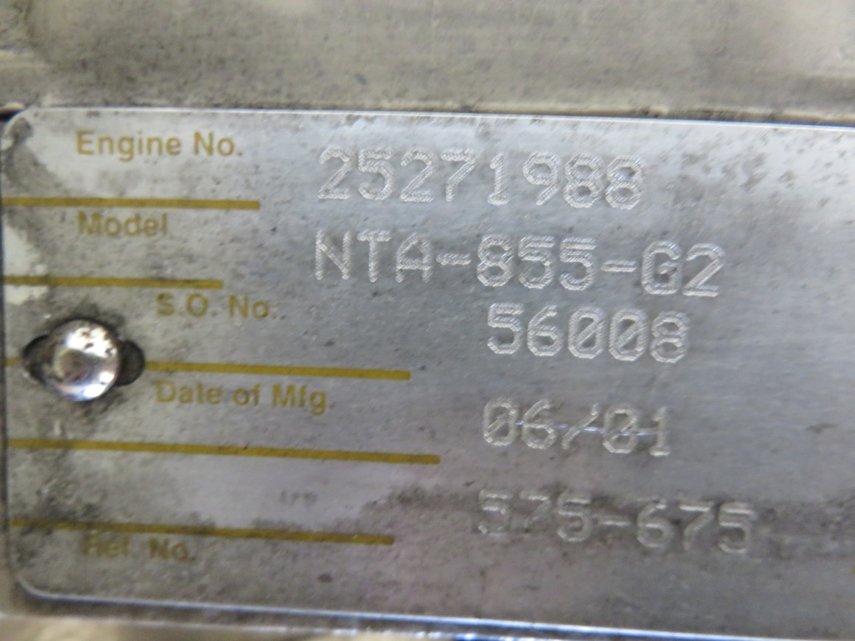 Engine No. 25271988
Model NTA-855-G2
S.O. No. 56008
Date of Mfg. 06/01
575-675
Ref. No.